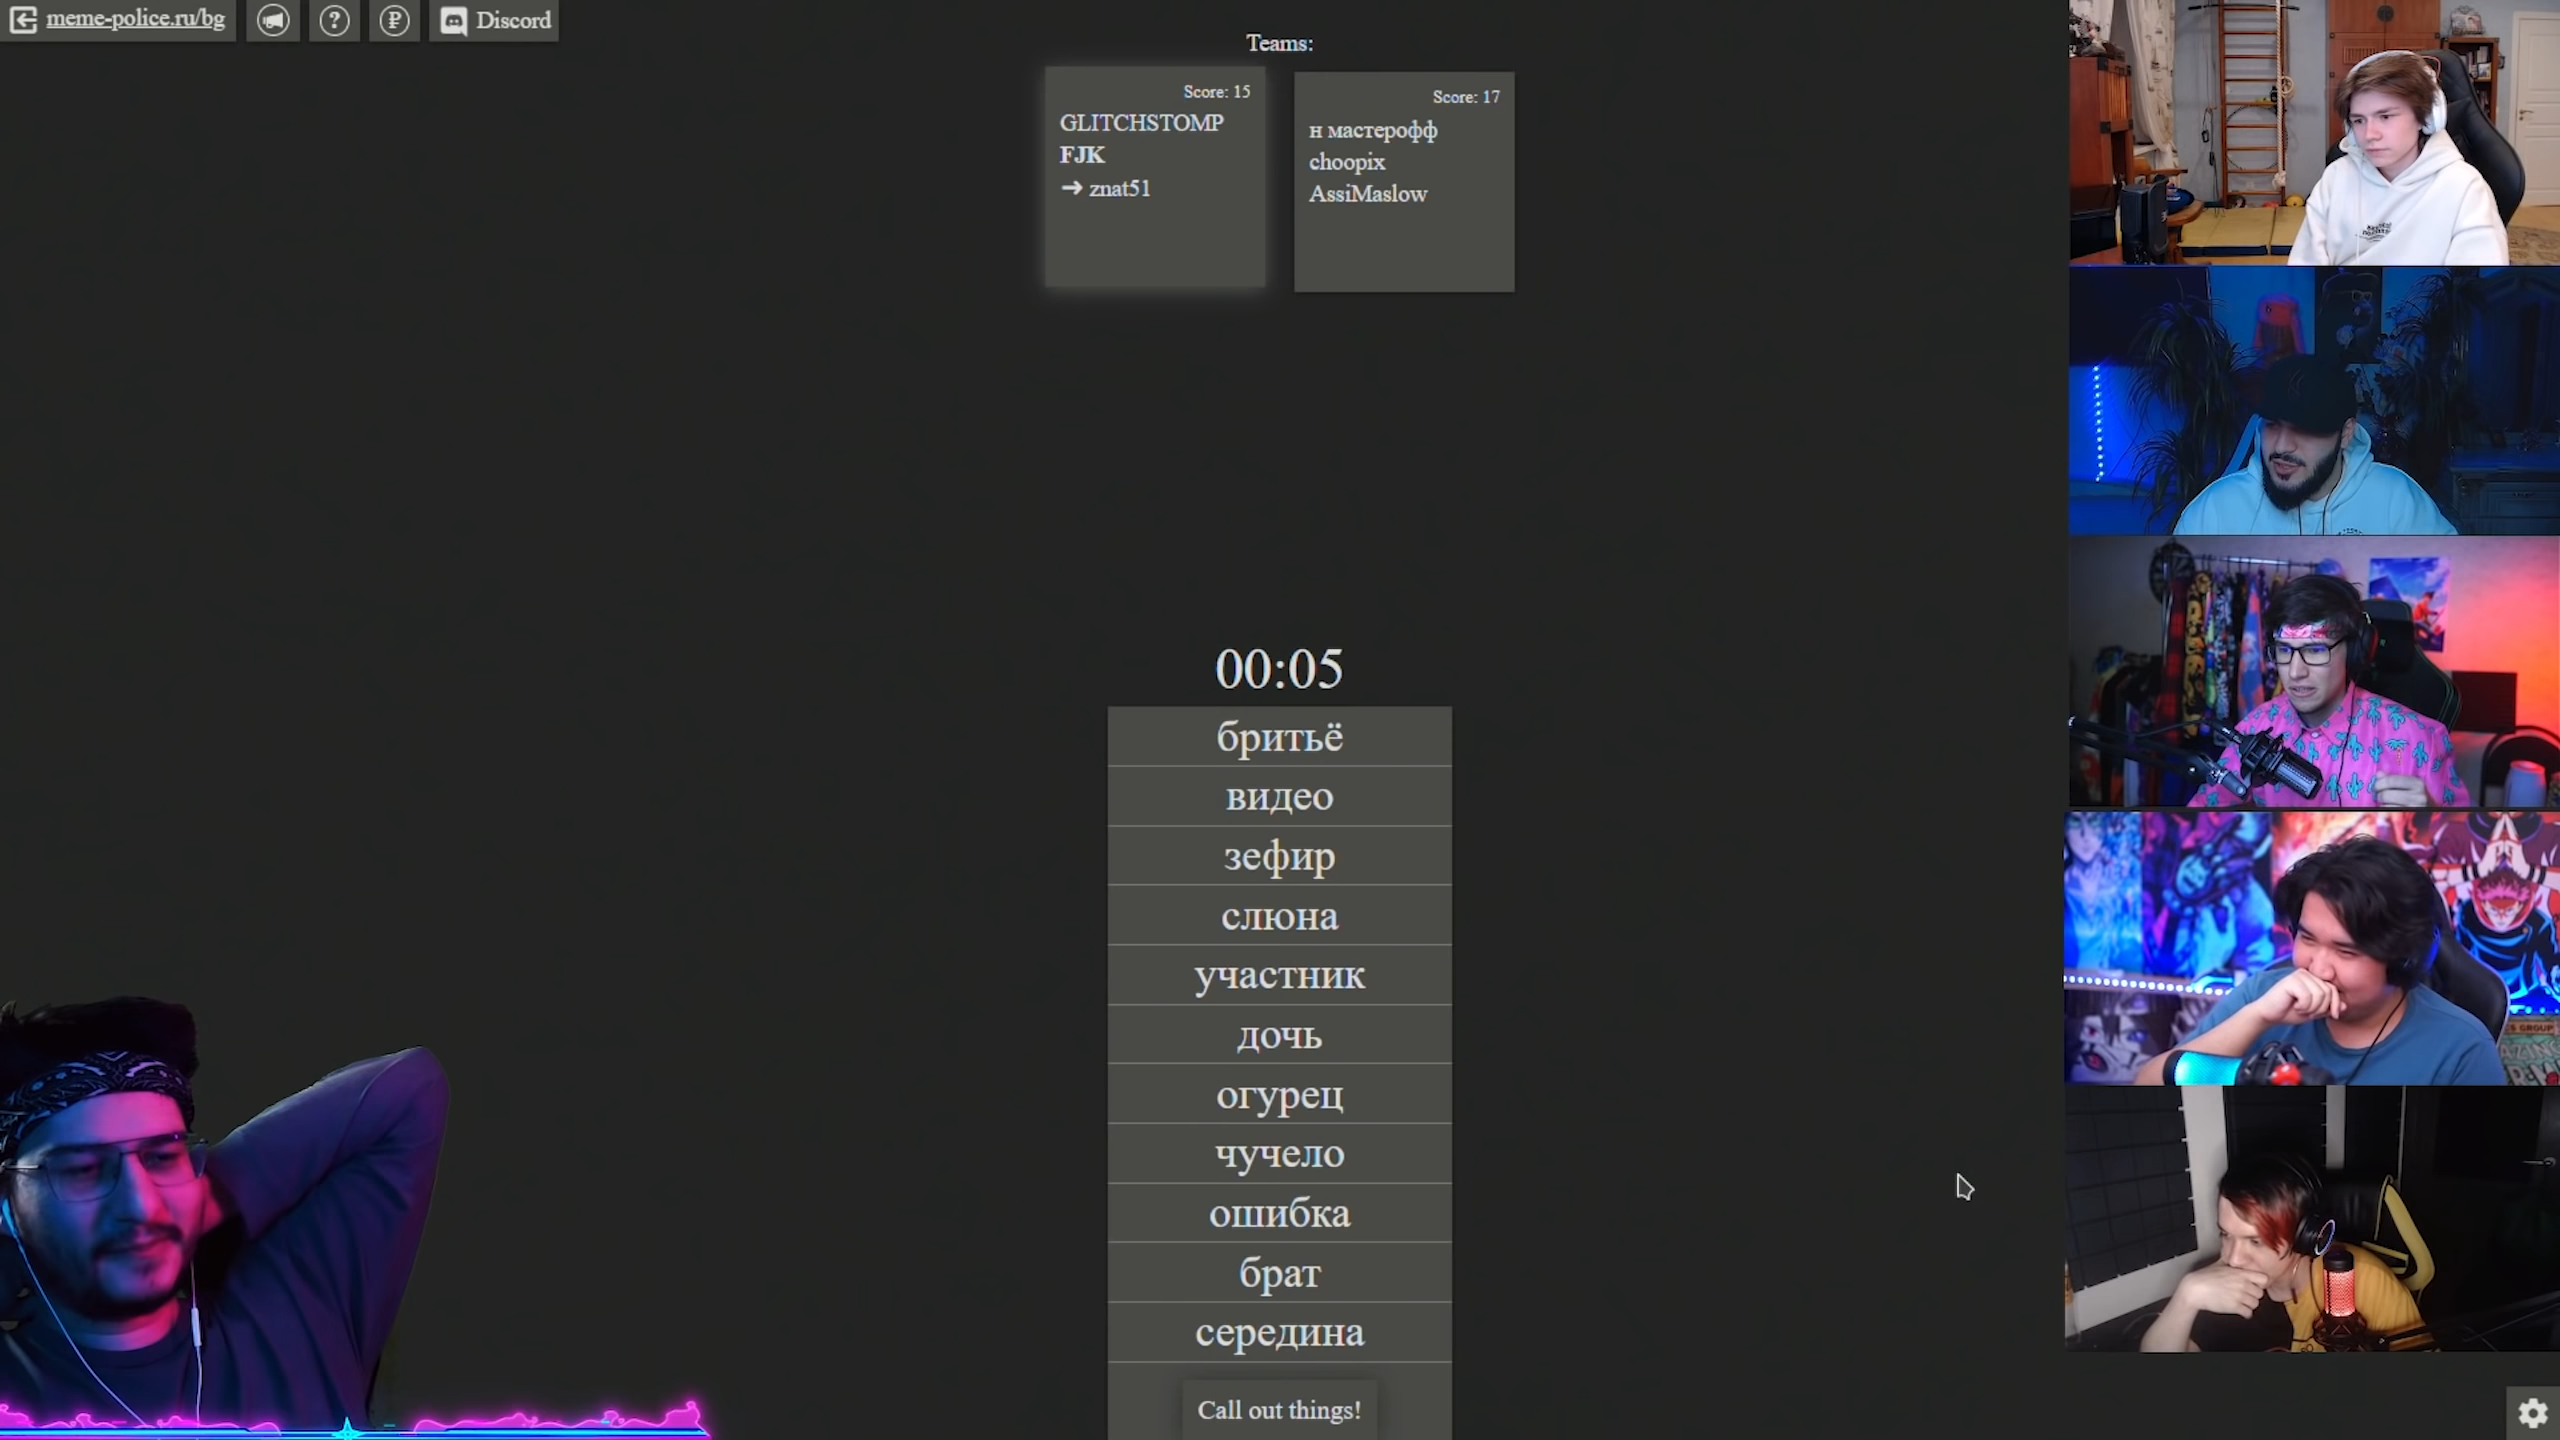 meme-police.ru/bg
Discord
Teams:
Score: 15
GLITCHSTOMP
FJK
→ znat51
Score: 17
н мастерофф
choopix
AssiMaslow
00:05
бритьё
видео
зефир
слюна
участник
дочь
огурец
чучело
ошибка
брат
середина
Call out things!